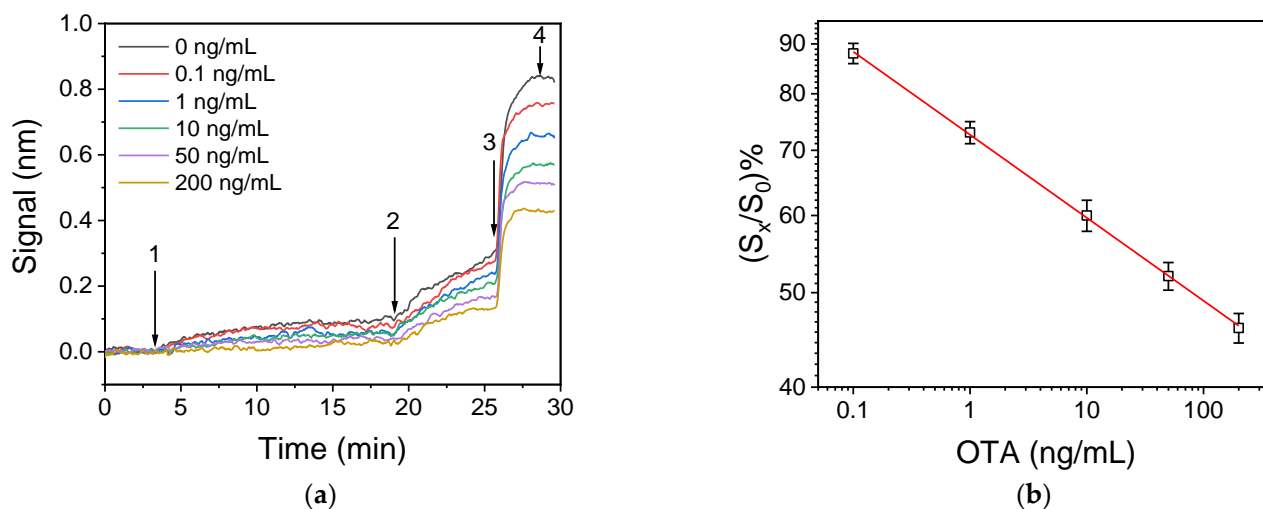 1.0
0.8
0.6
0.4
0.2
0.0
Signal (nm)
0 ng/mL
0.1 ng/mL
1 ng/mL
10 ng/mL
50 ng/mL
200 ng/mL
1
2
3
4
0 5 10 15 20 25 30
Time (min)
(a)
90
80
70
60
50
40
(Sₓ/S₀)%
0.1 1 10 100
OTA (ng/mL)
(b)